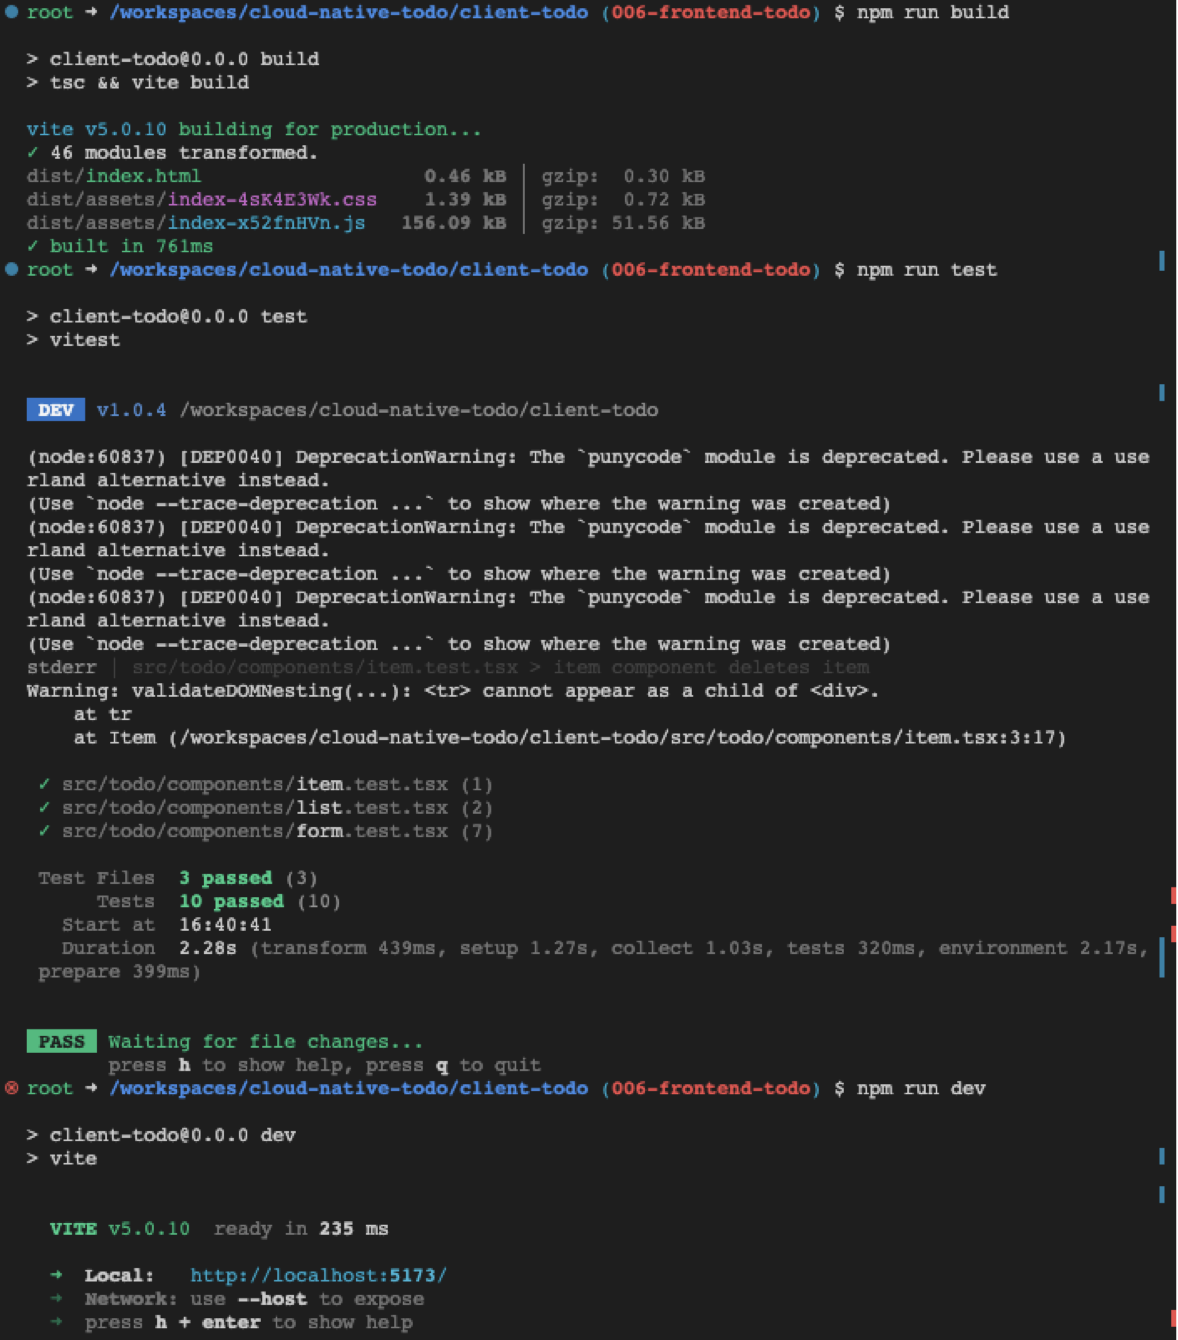 root → /workspaces/cloud-native-todo/client-todo (006-frontend-todo) $ npm run build
> client-todo@0.0.0 build
> tsc && vite build
vite v5.0.10 building for production...
✓ 46 modules transformed.
dist/index.html 0.46 kB │ gzip: 0.30 kB
dist/assets/index-4sK4E3Wk.css 1.39 kB │ gzip: 0.72 kB
dist/assets/index-x52fnHVn.js 156.09 kB │ gzip: 51.56 kB
✓ built in 761ms
root → /workspaces/cloud-native-todo/client-todo (006-frontend-todo) $ npm run test
> client-todo@0.0.0 test
> vitest
DEV v1.0.4 /workspaces/cloud-native-todo/client-todo
(node:60837) [DEP0040] DeprecationWarning: The `punycode` module is deprecated. Please use a use
rland alternative instead.
(Use `node --trace-deprecation ...` to show where the warning was created)
(node:60837) [DEP0040] DeprecationWarning: The `punycode` module is deprecated. Please use a use
rland alternative instead.
(Use `node --trace-deprecation ...` to show where the warning was created)
(node:60837) [DEP0040] DeprecationWarning: The `punycode` module is deprecated. Please use a use
rland alternative instead.
(Use `node --trace-deprecation ...` to show where the warning was created)
stderr | src/todo/components/item.test.tsx > item component deletes item
Warning: validateDOMNesting(...): <tr> cannot appear as a child of <div>.
at tr
at Item (/workspaces/cloud-native-todo/client-todo/src/todo/components/item.tsx:3:17)
✓ src/todo/components/item.test.tsx (1)
✓ src/todo/components/list.test.tsx (2)
✓ src/todo/components/form.test.tsx (7)
Test Files 3 passed (3)
Tests 10 passed (10)
Start at 16:40:41
Duration 2.28s (transform 439ms, setup 1.27s, collect 1.03s, tests 320ms, environment 2.17s,
prepare 399ms)
PASS Waiting for file changes...
press h to show help, press q to quit
root → /workspaces/cloud-native-todo/client-todo (006-frontend-todo) $ npm run dev
> client-todo@0.0.0 dev
> vite
VITE v5.0.10 ready in 235 ms
→ Local: http://localhost:5173/
→ Network: use --host to expose
→ press h + enter to show help